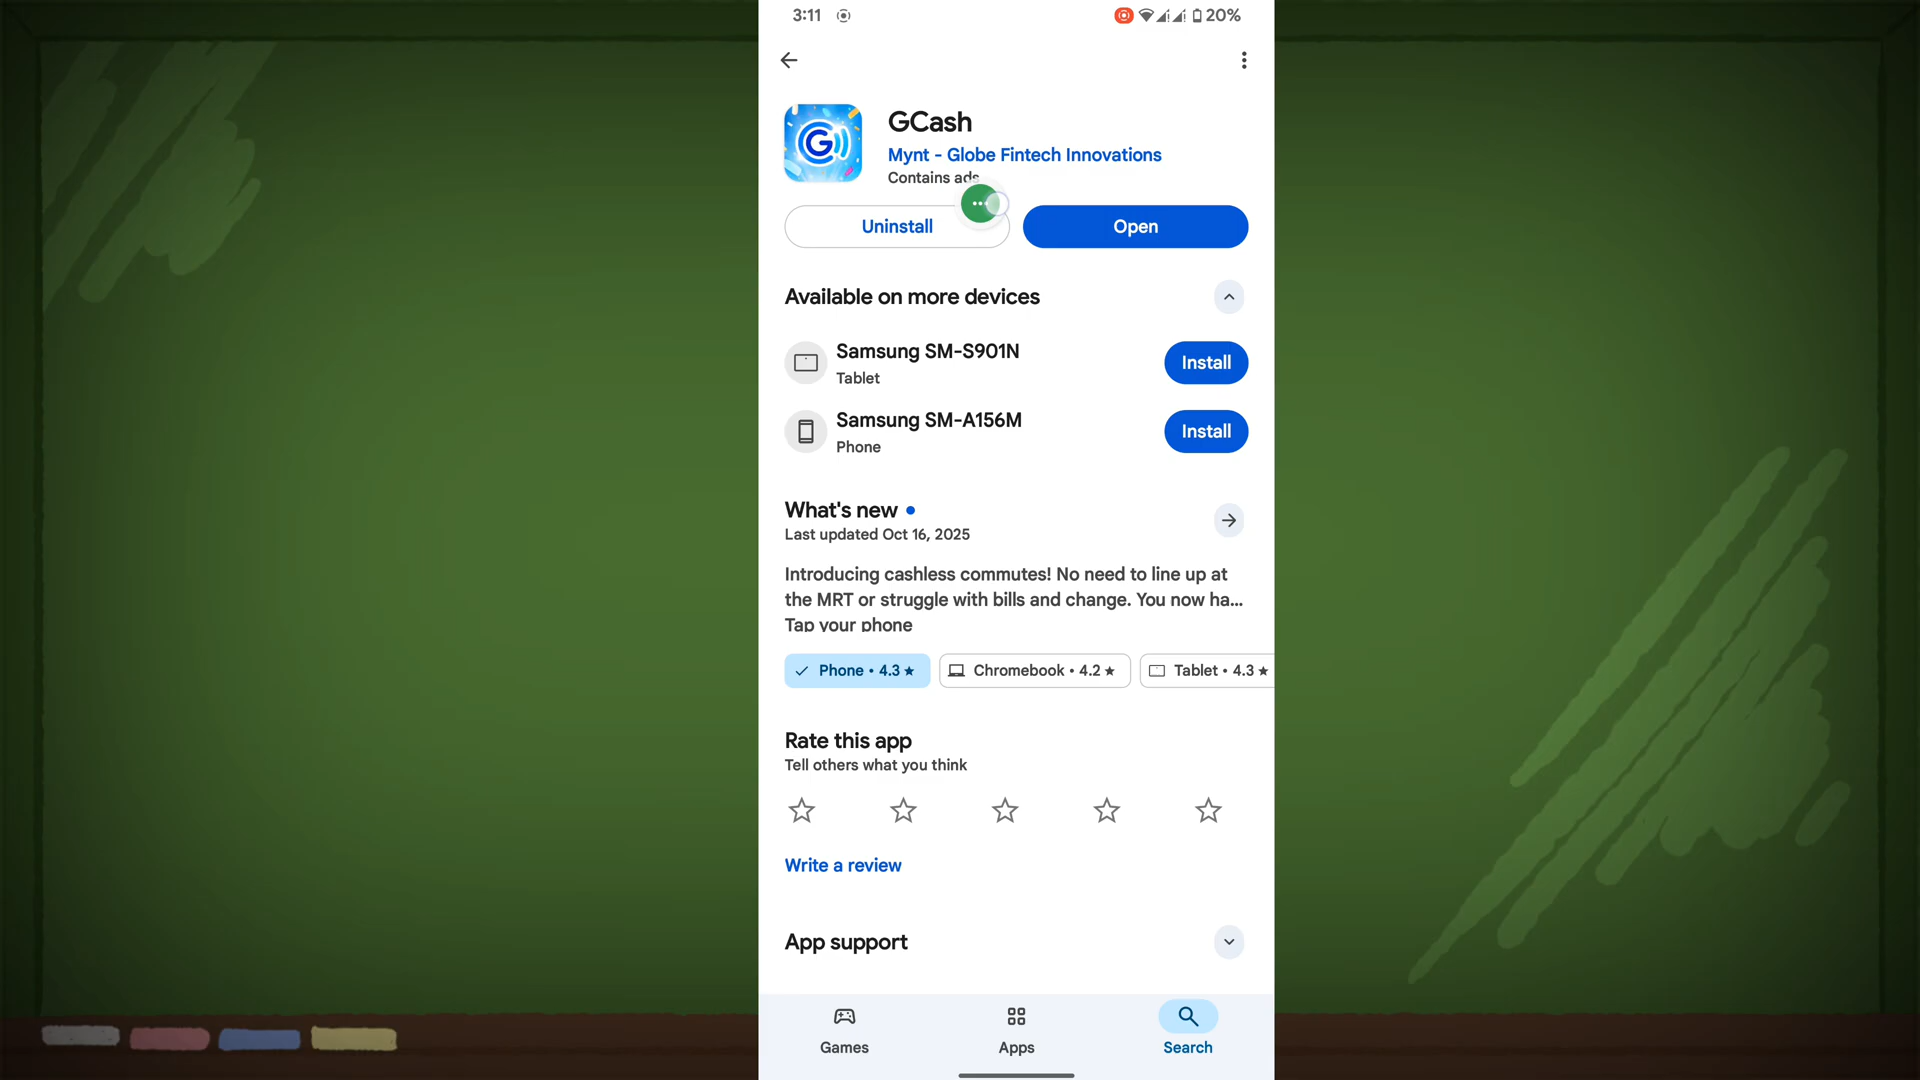 3:11
20%
GCash
Mynt - Globe Fintech Innovations
Contains ads
Uninstall
Open
Available on more devices
Samsung SM-S901N
Tablet
Install
Samsung SM-A156M
Phone
Install
What's new
Last updated Oct 16, 2025
Introducing cashless commutes! No need to line up at
the MRT or struggle with bills and change. You now ha...
Tap your phone
Phone • 4.3 ★
Chromebook • 4.2 ★
Tablet • 4.3 ★
Rate this app
Tell others what you think
Write a review
App support
Games
Apps
Search